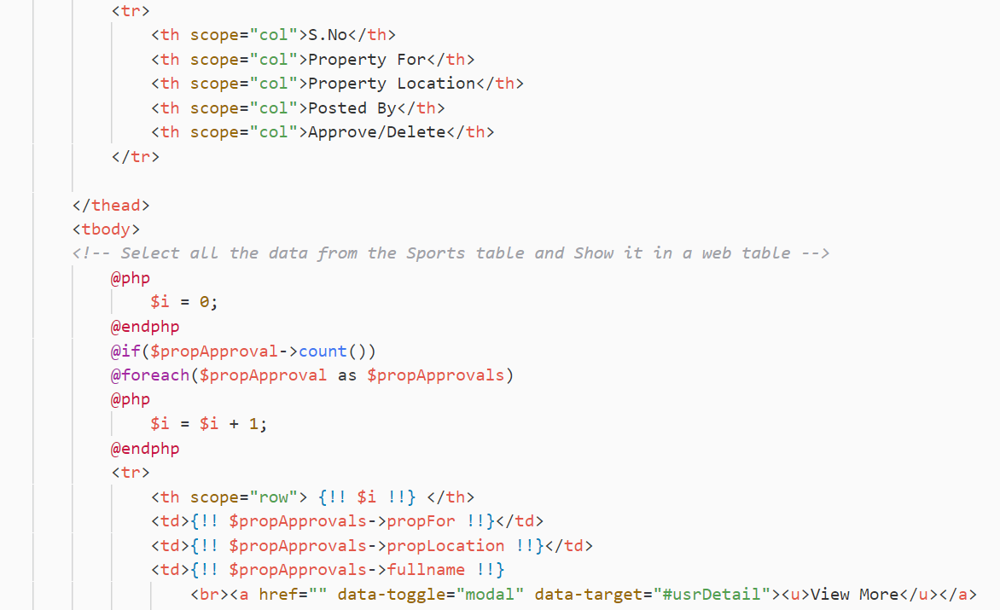 <tr>
<th scope="col">S.No</th>
<th scope="col">Property For</th>
<th scope="col">Property Location</th>
<th scope="col">Posted By</th>
<th scope="col">Approve/Delete</th>
</tr>
</thead>
<tbody>
<!-- Select all the data from the Sports table and Show it in a web table -->
@php
$i = 0;
@endphp
@if($propApproval->count())
@foreach($propApproval as $propApprovals)
@php
$i = $i + 1;
@endphp
<tr>
<th scope="row"> {!! $i !!} </th>
<td>{!! $propApprovals->propFor !!}</td>
<td>{!! $propApprovals->propLocation !!}</td>
<td>{!! $propApprovals->fullname !!}
<br><a href="" data-toggle="modal" data-target="#usrDetail"><u>View More</u></a>